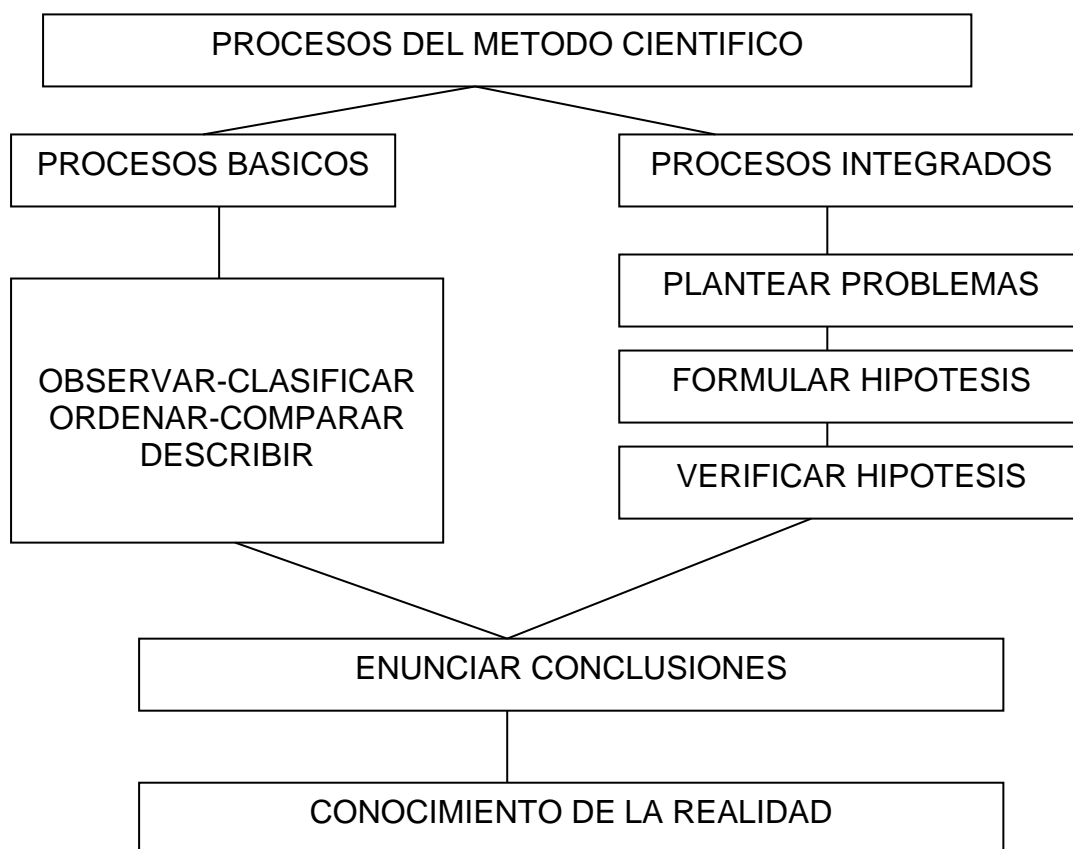 PROCESOS DEL METODO CIENTIFICO
PROCESOS BASICOS
PROCESOS INTEGRADOS
OBSERVAR-CLASIFICAR
ORDENAR-COMPARAR
DESCRIBIR
PLANTEAR PROBLEMAS
FORMULAR HIPOTESIS
VERIFICAR HIPOTESIS
ENUNCIAR CONCLUSIONES
CONOCIMIENTO DE LA REALIDAD